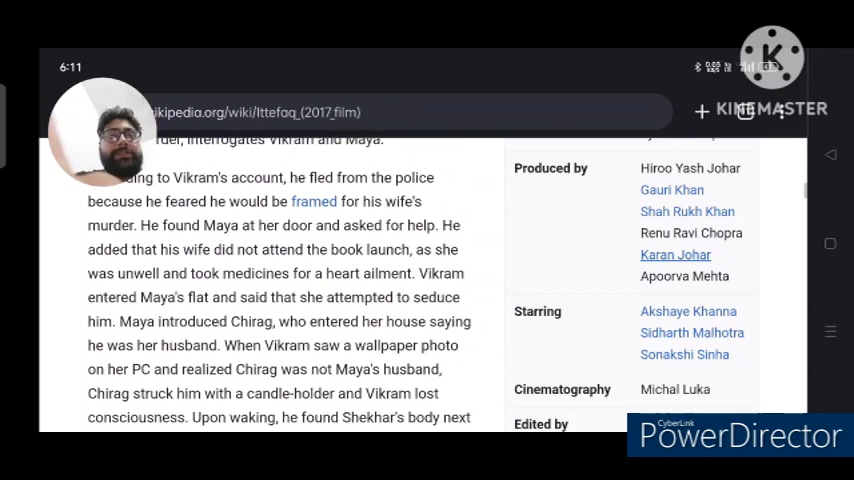 6:11
KINEMASTER
ikipedia.org/wiki/Ittefaq_(2017_film)
interrogates Vikram and Maya.
to Vikram's account, he fled from the police
because he feared he would be framed for his wife's
murder. He found Maya at her door and asked for help. He
added that his wife did not attend the book launch, as she
was unwell and took medicines for a heart ailment. Vikram
entered Maya's flat and said that she attempted to seduce
him. Maya introduced Chirag, who entered her house saying
he was her husband. When Vikram saw a wallpaper photo
on her PC and realized Chirag was not Maya's husband,
Chirag struck him with a candle-holder and Vikram lost
consciousness. Upon waking, he found Shekhar's body next
Produced by
Hiroo Yash Johar
Gauri Khan
Shah Rukh Khan
Renu Ravi Chopra
Karan Johar
Apoorva Mehta
Starring
Akshaye Khanna
Sidharth Malhotra
Sonakshi Sinha
Cinematography
Michal Luka
Edited by
CyberLink
PowerDirector